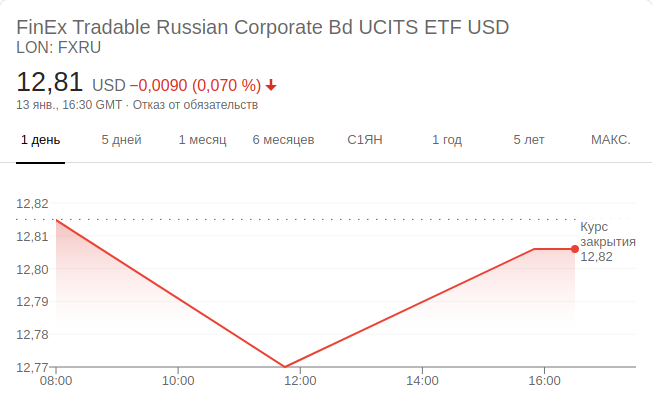 FinEx Tradable Russian Corporate Bd UCITS ETF USD
LON: FXRU
12,81 USD −0,0090 (0,070 %)
13 янв., 16:30 GMT · Отказ от обязательств
1 день 5 дней 1 месяц 6 месяцев С1ЯН 1 год 5 лет МАКС.
12,82
12,81
12,80
12,79
12,78
12,77
Курс
закрытия
12,82
08:00 10:00 12:00 14:00 16:00